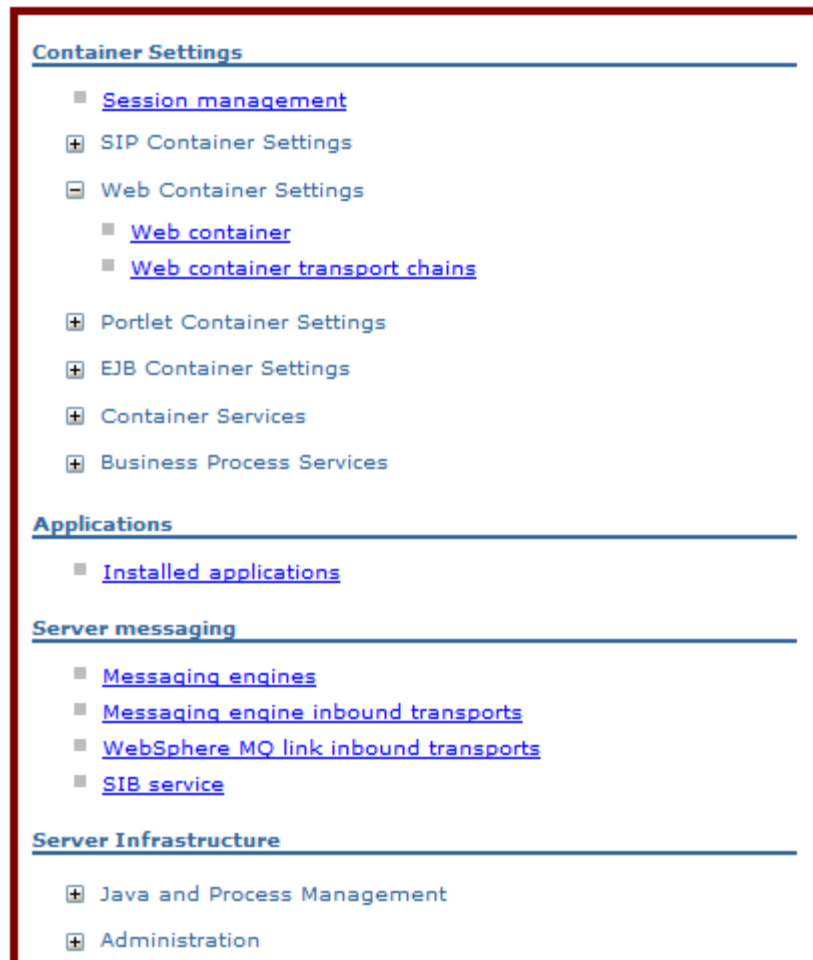 Container Settings
Session management
SIP Container Settings
Web Container Settings
Web container
Web container transport chains
Portlet Container Settings
EJB Container Settings
Container Services
Business Process Services
Applications
Installed applications
Server messaging
Messaging engines
Messaging engine inbound transports
WebSphere MQ link inbound transports
SIB service
Server Infrastructure
Java and Process Management
Administration